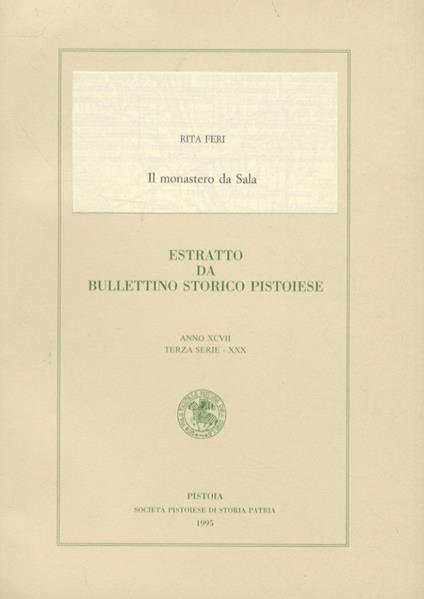 RITA FERI
Il monastero da Sala
ESTRATTO
DA
BULLETTINO STORICO PISTOIESE
ANNO XCVII
TERZA SERIE - XXX
PISTOIA
SOCIETÀ PISTOIESE DI STORIA PATRIA
1995